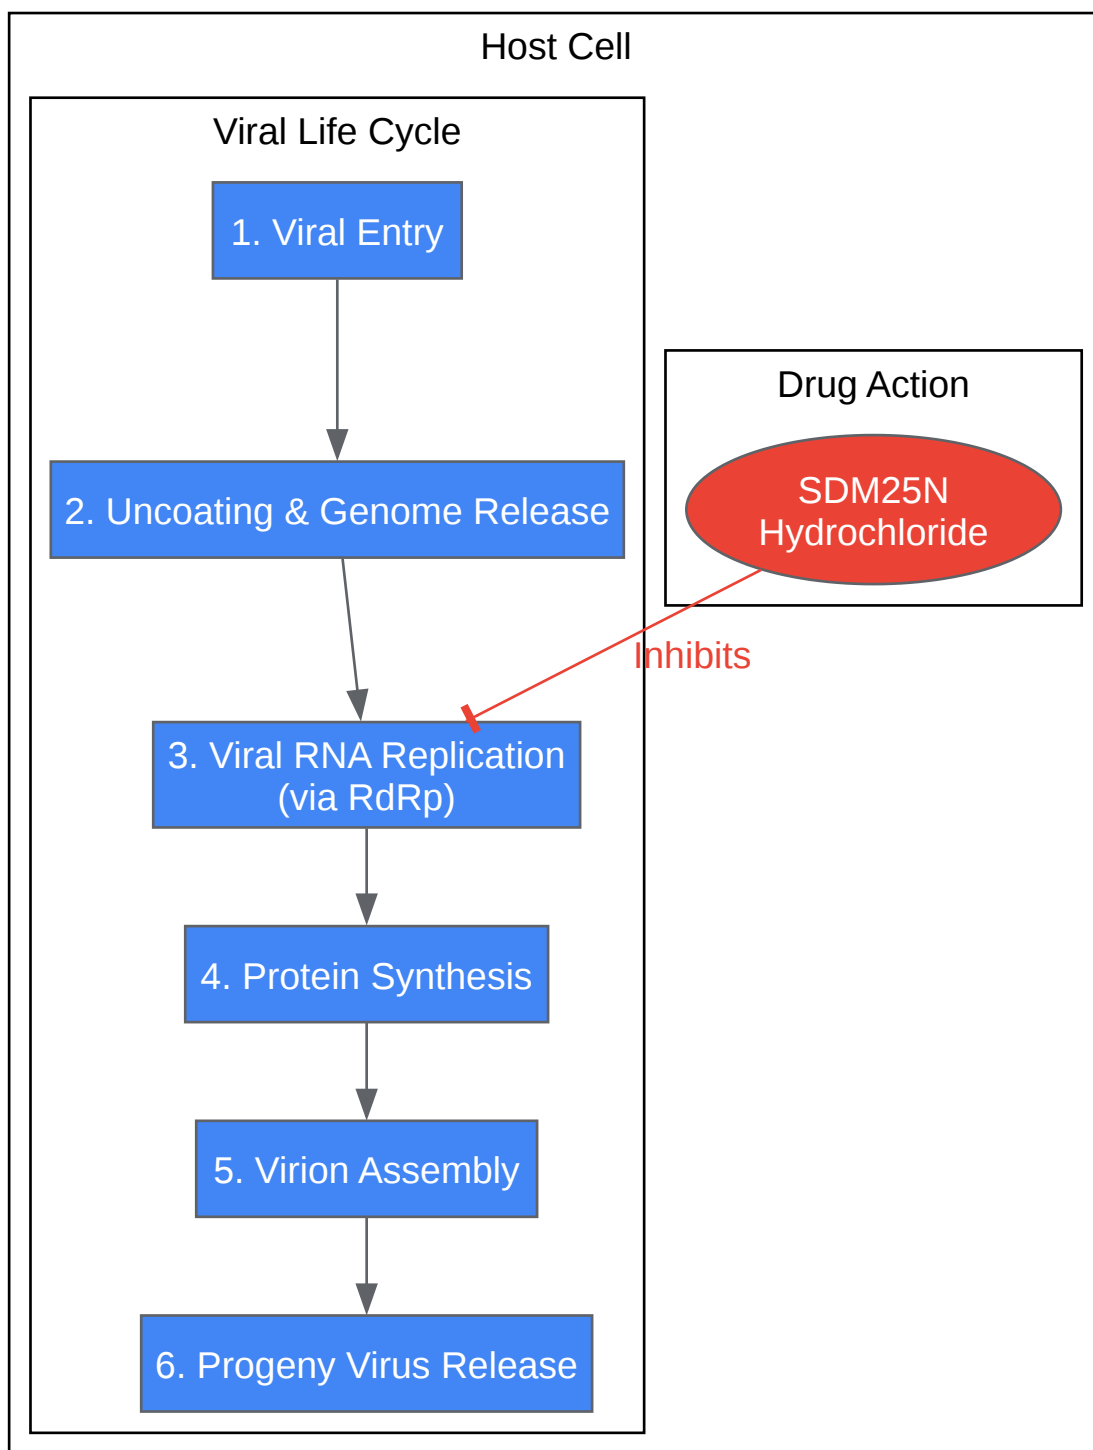 Host Cell
Viral Life Cycle
1. Viral Entry
Drug Action
SDM25N
Hydrochloride
2. Uncoating & Genome Release
Inhibits
3. Viral RNA Replication
(via RdRp)
4. Protein Synthesis
5. Virion Assembly
6. Progeny Virus Release